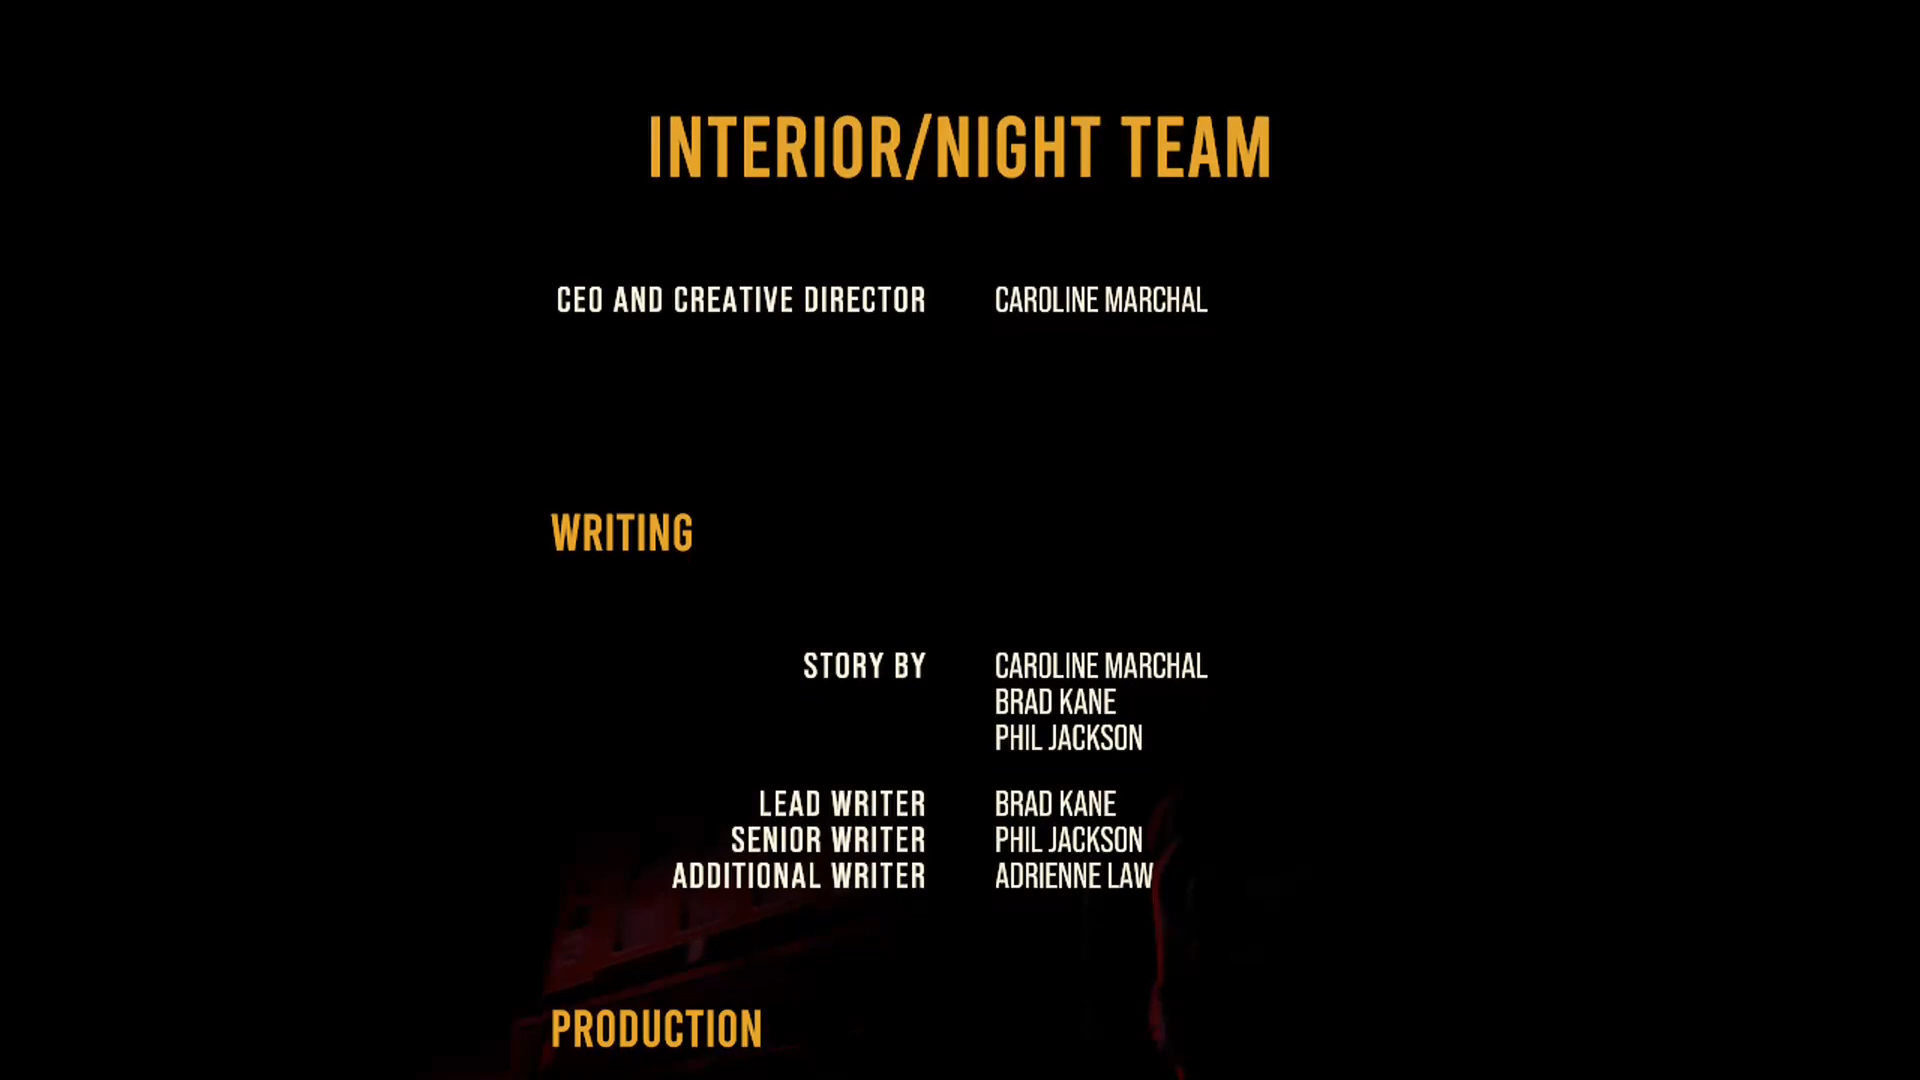 INTERIOR/NIGHT TEAM
CEO AND CREATIVE DIRECTOR CAROLINE MARCHAL
WRITING
STORY BY CAROLINE MARCHAL
BRAD KANE
PHIL JACKSON
LEAD WRITER BRAD KANE
SENIOR WRITER PHIL JACKSON
ADDITIONAL WRITER ADRIENNE LAW
PRODUCTION